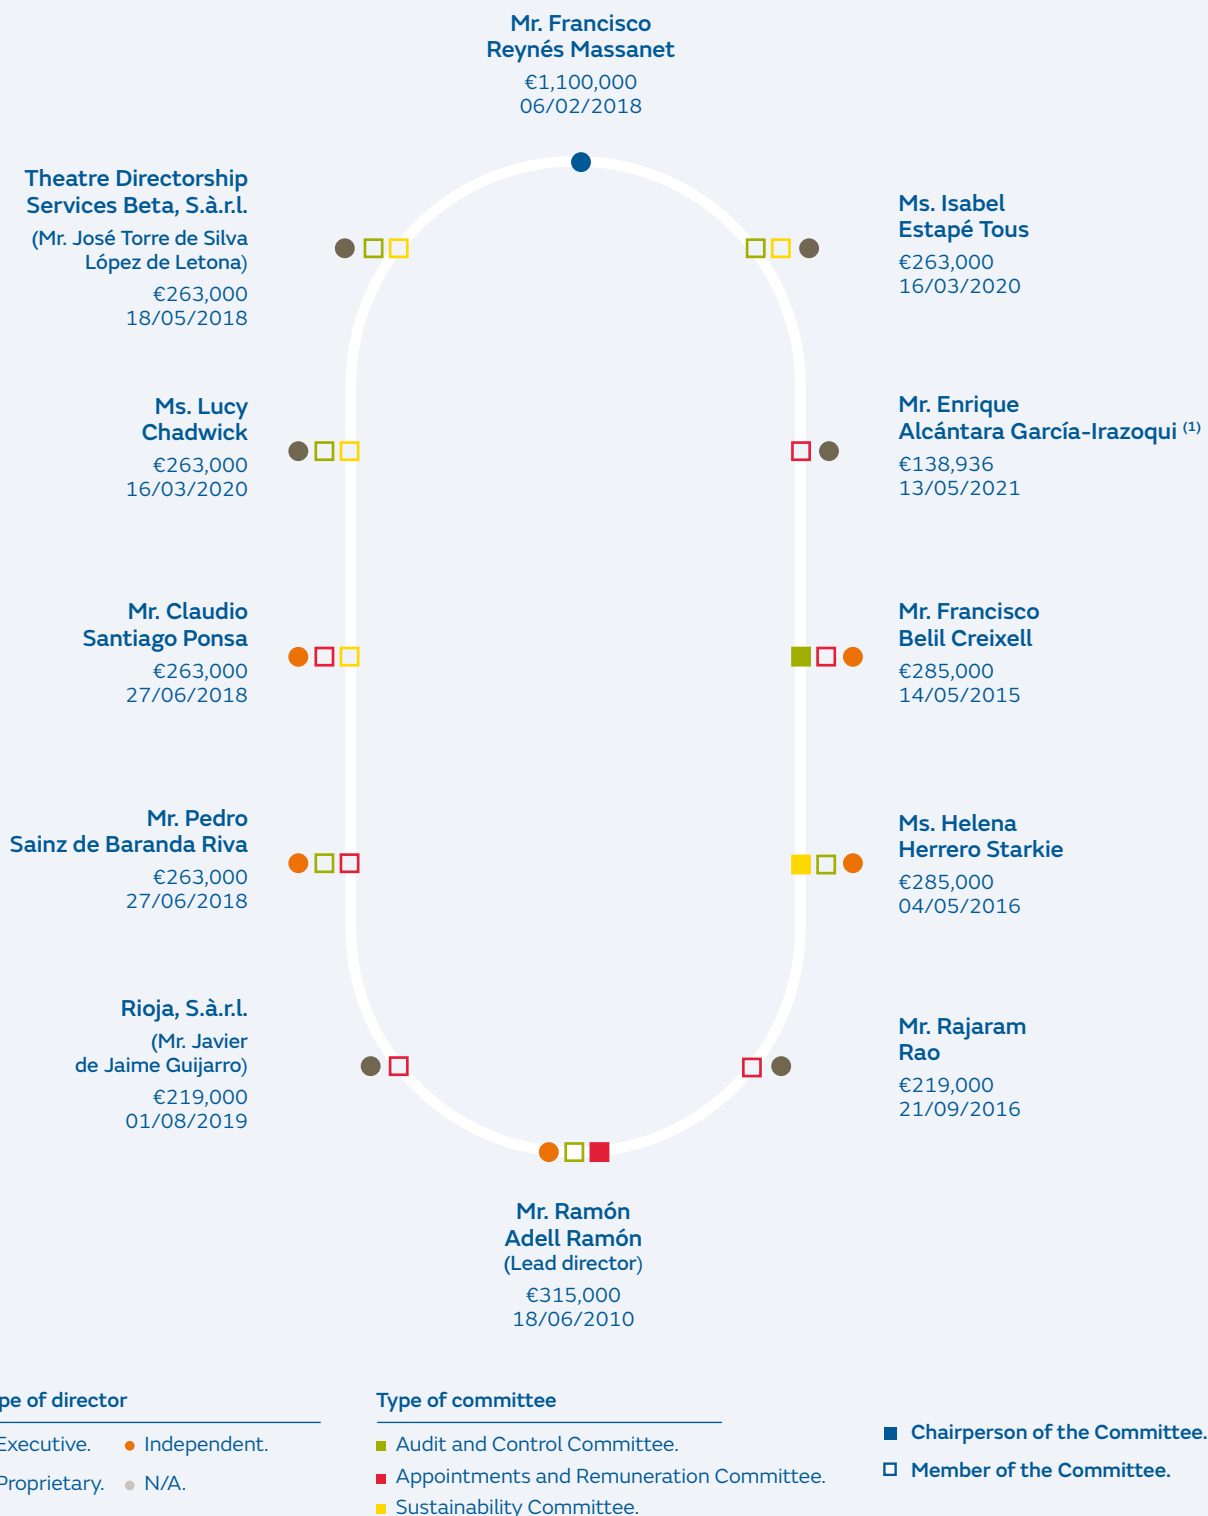 Mr. Francisco
Reynés Massanet
€1,100,000
06/02/2018
Theatre Directorship
Services Beta, S.à.r.l.
(Mr. José Torre de Silva
López de Letona)
€263,000
18/05/2018
Ms. Isabel
Estapé Tous
€263,000
16/03/2020
Ms. Lucy
Chadwick
€263,000
16/03/2020
Mr. Enrique
Alcántara García-Irazoqui (1)
€138,936
13/05/2021
Mr. Claudio
Santiago Ponsa
€263,000
27/06/2018
Mr. Francisco
Belil Creixell
€285,000
14/05/2015
Mr. Pedro
Sainz de Baranda Riva
€263,000
27/06/2018
Ms. Helena
Herrero Starkie
€285,000
04/05/2016
Rioja, S.à.r.l.
(Mr. Javier
de Jaime Guijarro)
€219,000
01/08/2019
Mr. Rajaram
Rao
€219,000
21/09/2016
Mr. Ramón
Adell Ramón
(Lead director)
€315,000
18/06/2010
pe of director
Executive.
Independent.
Proprietary.
N/A.
Type of committee
Audit and Control Committee.
Appointments and Remuneration Committee.
Sustainability Committee.
Chairperson of the Committee.
Member of the Committee.